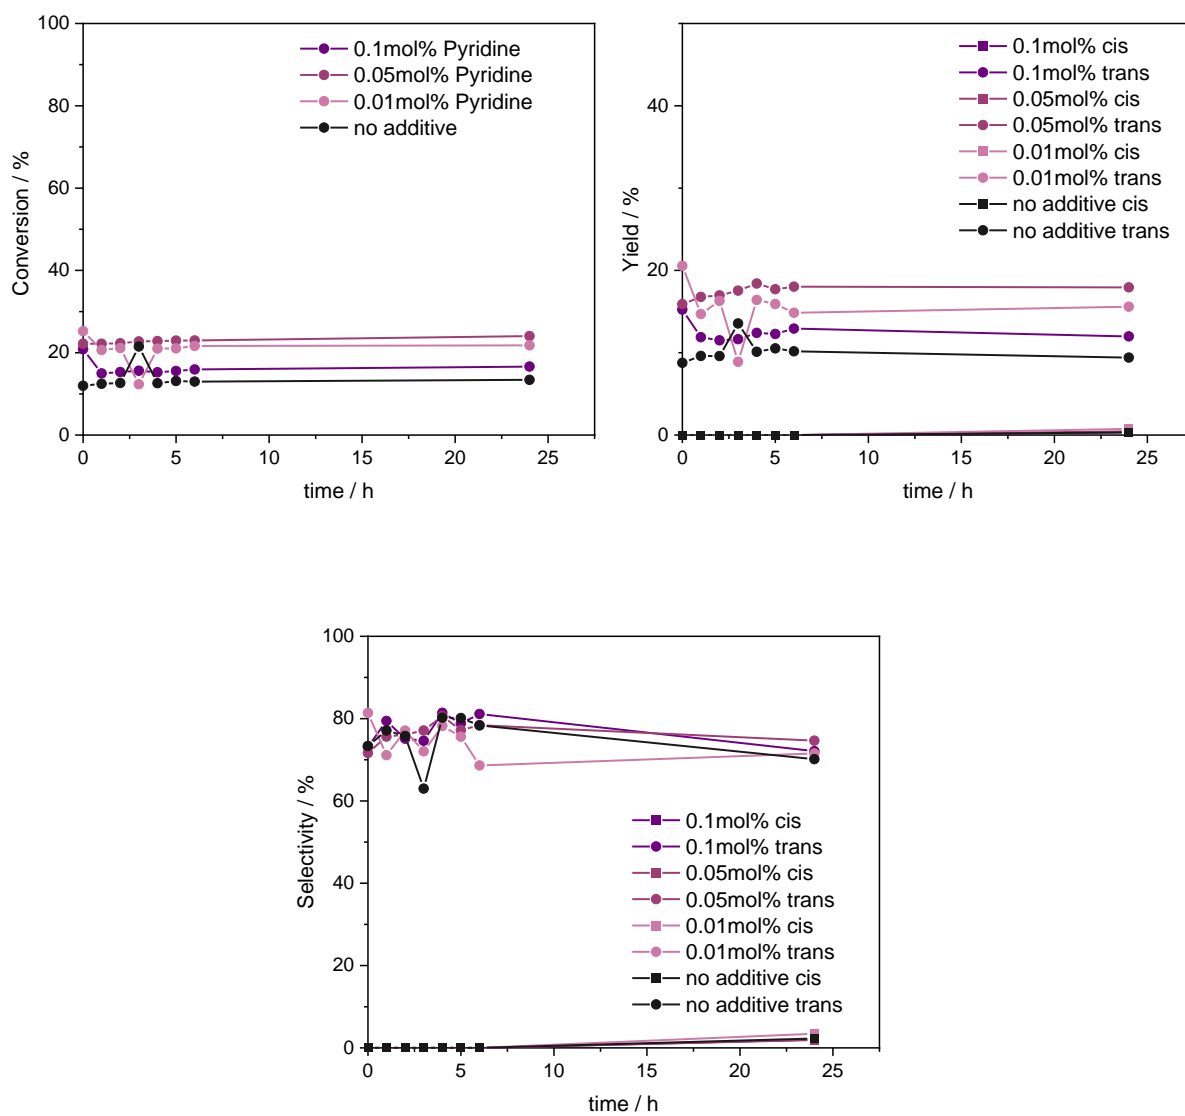 100
80
60
40
20
0
Conversion / %
0.1mol% Pyridine
0.05mol% Pyridine
0.01mol% Pyridine
no additive
0 5 10 15 20 25
time / h
40
20
0
Yield / %
0.1mol% cis
0.1mol% trans
0.05mol% cis
0.05mol% trans
0.01mol% cis
0.01mol% trans
no additive cis
no additive trans
0 5 10 15 20 25
time / h
100
80
60
40
20
0
Selectivity / %
0.1mol% cis
0.1mol% trans
0.05mol% cis
0.05mol% trans
0.01mol% cis
0.01mol% trans
no additive cis
no additive trans
0 5 10 15 20 25
time / h